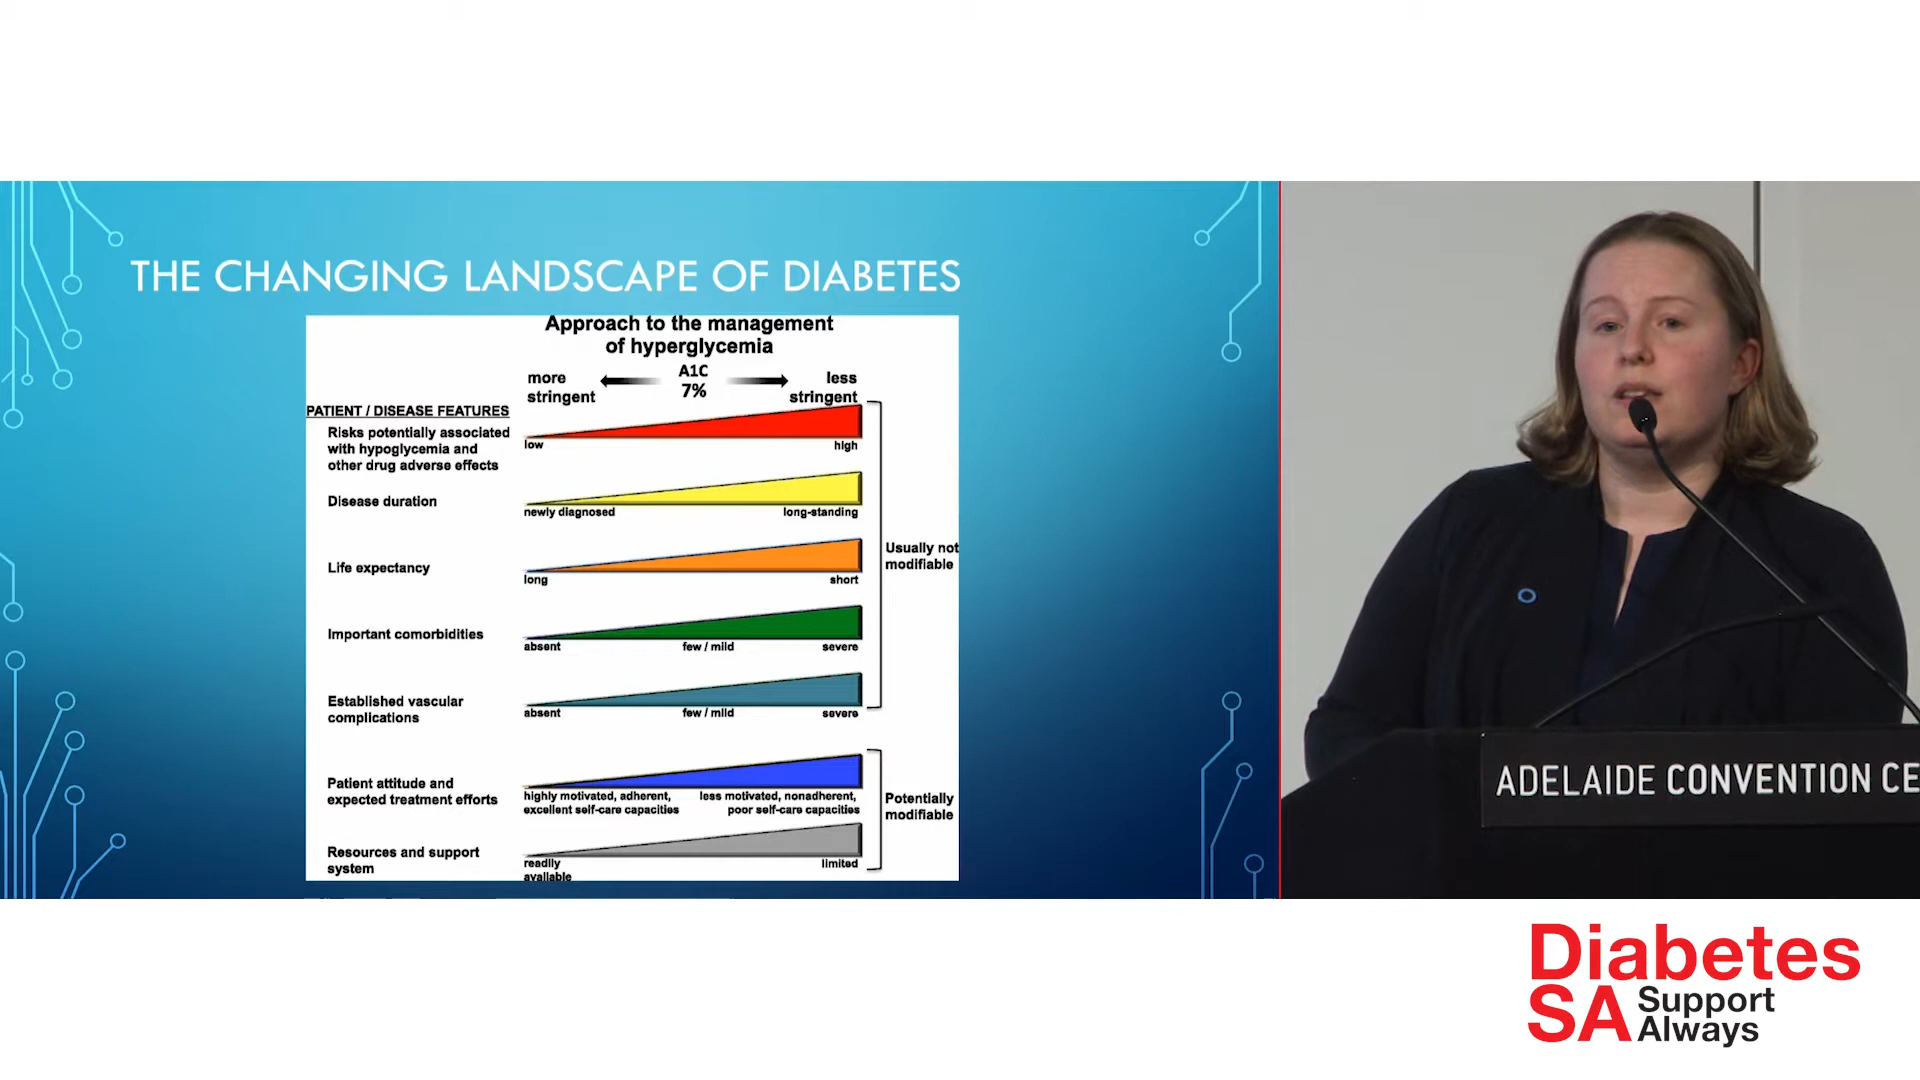 THE CHANGING LANDSCAPE OF DIABETES
Approach to the management
of hyperglycemia
more
stringent
A1C
7%
less
stringent
PATIENT / DISEASE FEATURES
Risks potentially associated
with hypoglycemia and
other drug adverse effects
low
high
Disease duration
newly diagnosed
long-standing
Life expectancy
long
short
Important comorbidities
absent
few / mild
severe
Established vascular
complications
absent
few / mild
severe
Usually not
modifiable
Patient attitude and
expected treatment efforts
highly motivated, adherent,
excellent self-care capacities
less motivated, nonadherent,
poor self-care capacities
Resources and support
system
readily
available
limited
Potentially
modifiable
ADELAIDE CONVENTION CE
Diabetes
SA Support
Always